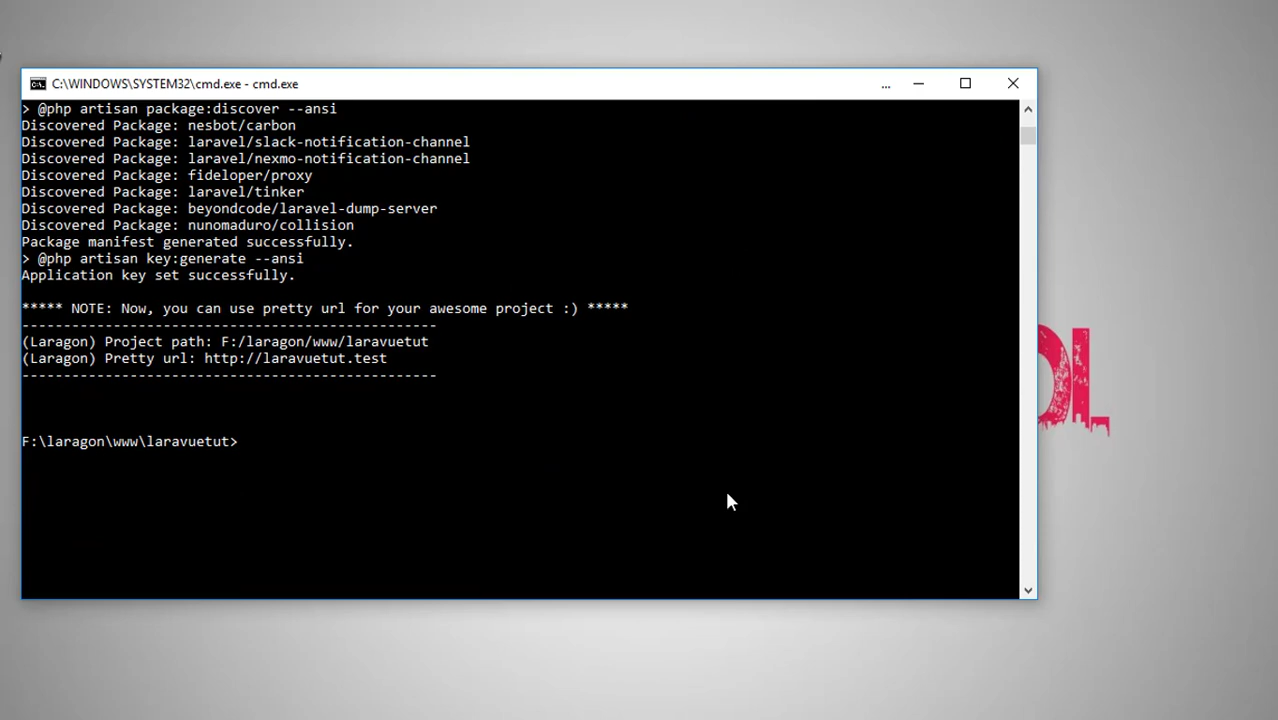 C:\WINDOWS\SYSTEM32\cmd.exe - cmd.exe
...
> @php artisan package:discover --ansi
Discovered Package: nesbot/carbon
Discovered Package: laravel/slack-notification-channel
Discovered Package: laravel/nexmo-notification-channel
Discovered Package: fideloper/proxy
Discovered Package: laravel/tinker
Discovered Package: beyondcode/laravel-dump-server
Discovered Package: nunomaduro/collision
Package manifest generated successfully.
> @php artisan key:generate --ansi
Application key set successfully.
***** NOTE: Now, you can use pretty url for your awesome project :) *****
--------------------------------------------------
(Laragon) Project path: F:/laragon/www/laravuetut
(Laragon) Pretty url: http://laravuetut.test
--------------------------------------------------
F:\laragon\www\laravuetut>